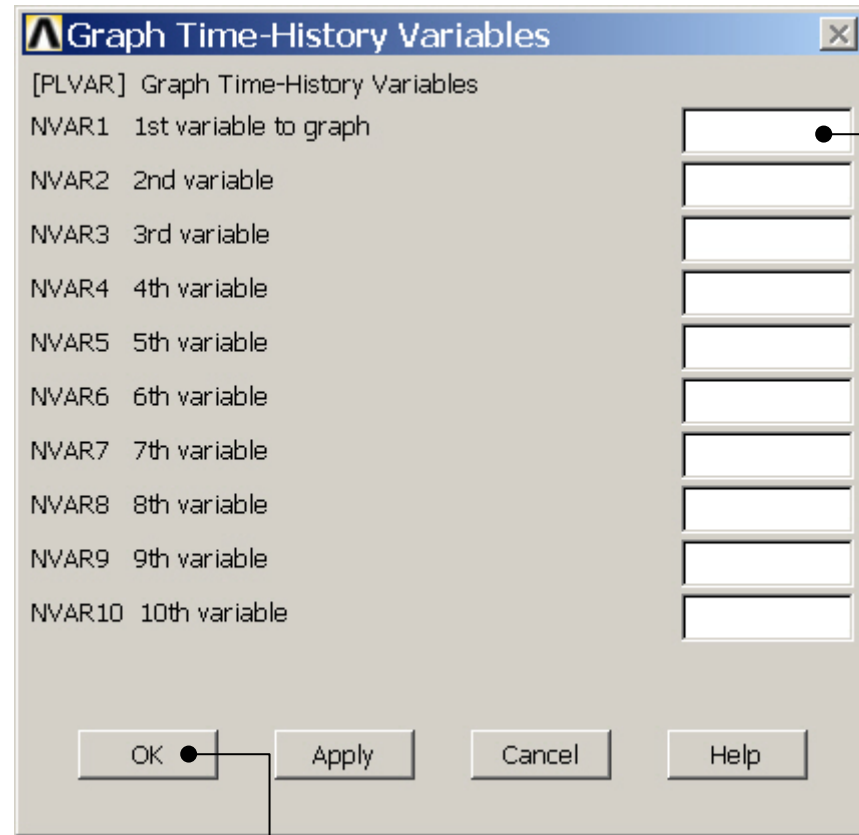 Graph Time-History Variables
[PLVAR] Graph Time-History Variables
NVAR1 1st variable to graph
NVAR2 2nd variable
NVAR3 3rd variable
NVAR4 4th variable
NVAR5 5th variable
NVAR6 6th variable
NVAR7 7th variable
NVAR8 8th variable
NVAR9 9th variable
NVAR10 10th variable
OK Apply Cancel Help